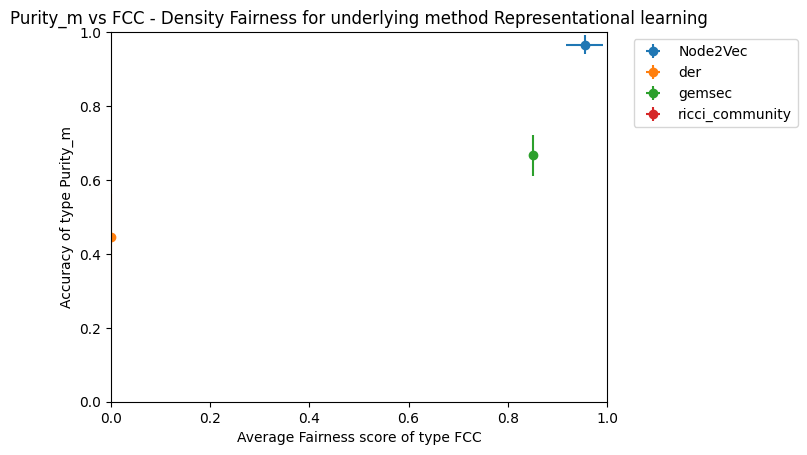 Purity_m vs FCC - Density Fairness for underlying method Representational learning
1.0
0.8
0.6
0.4
0.2
0.0
Accuracy of type Purity_m
0.0 0.2 0.4 0.6 0.8 1.0
Average Fairness score of type FCC
Node2Vec
der
gemsec
ricci_community